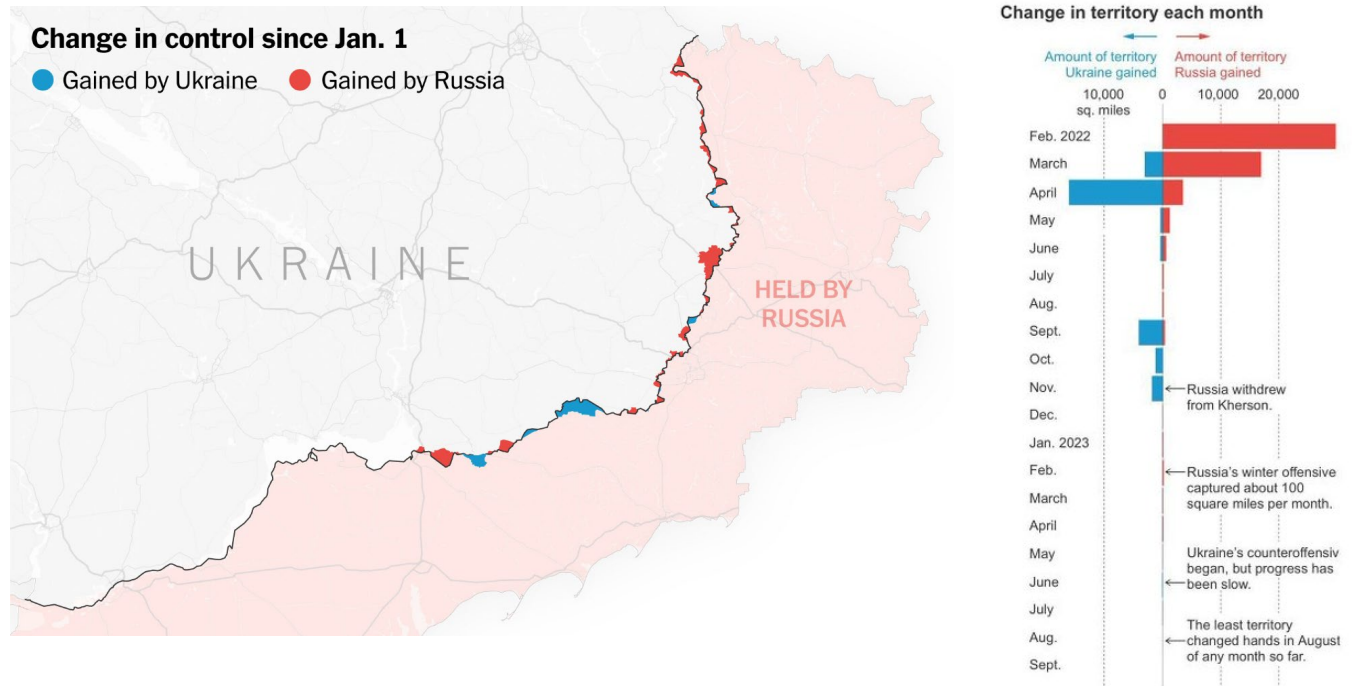 Change in control since Jan. 1
Gained by Ukraine
Gained by Russia
UKRAINE
HELD BY
RUSSIA
Change in territory each month
Amount of territory
Ukraine gained
Amount of territory
Russia gained
10,000
sq. miles
0
10,000
20,000
Feb. 2022
March
April
May
June
July
Aug.
Sept.
Oct.
Nov.
Russia withdrew
from Kherson.
Dec.
Jan. 2023
Feb.
Russia's winter offensive
captured about 100
square miles per month.
March
April
May
Ukraine's counteroffensiv
began, but progress has
been slow.
June
July
The least territory
changed hands in August
of any month so far.
Aug.
Sept.